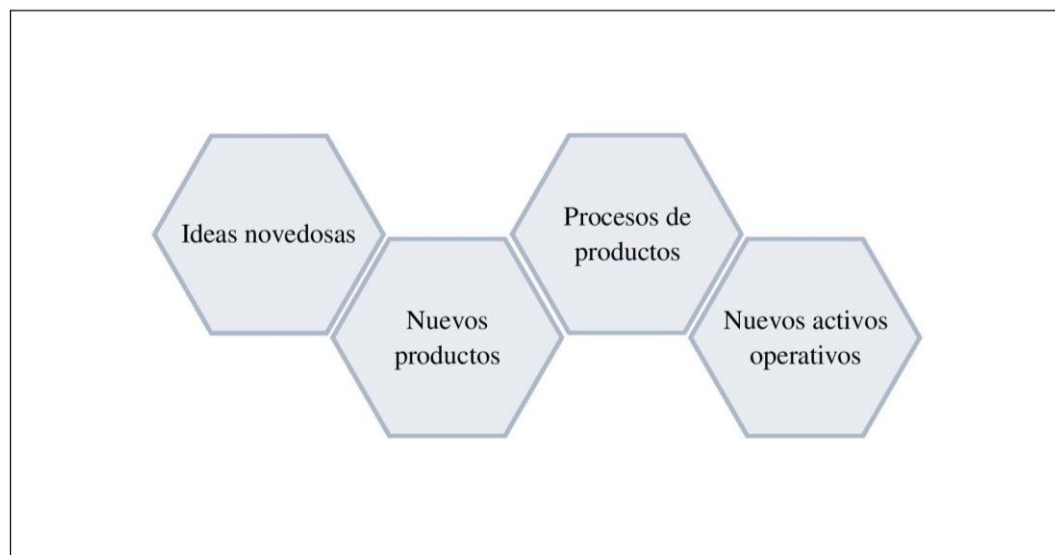 Ideas novedosas
Nuevos
productos
Procesos de
productos
Nuevos activos
operativos